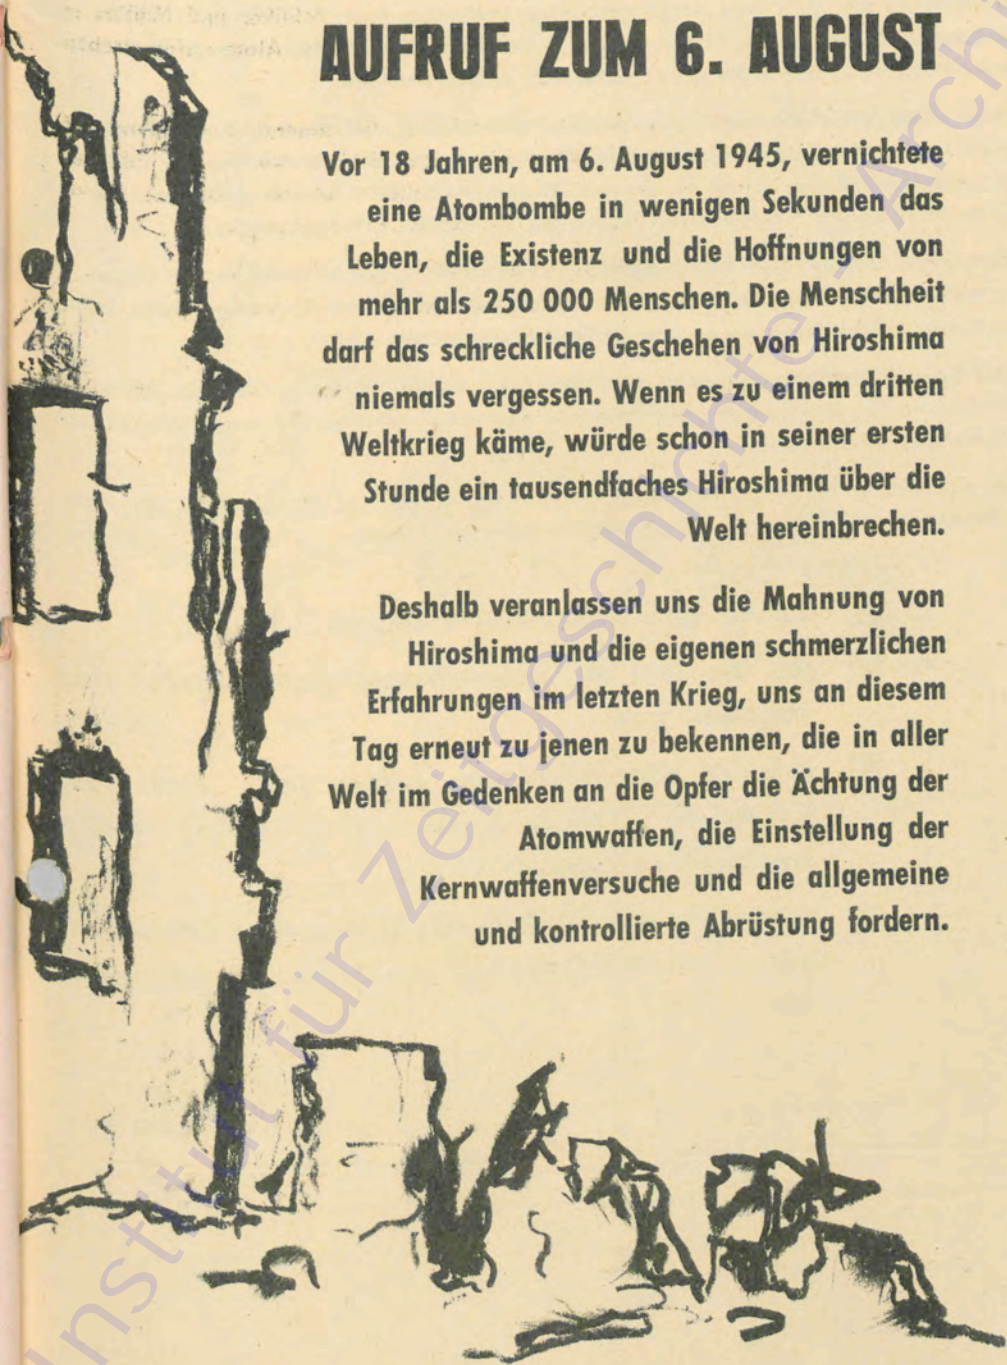 AUFRUF ZUM 6. AUGUST
Vor 18 Jahren, am 6. August 1945, vernichtete
eine Atombombe in wenigen Sekunden das
Leben, die Existenz und die Hoffnungen von
mehr als 250 000 Menschen. Die Menschheit
darf das schreckliche Geschehen von Hiroshima
niemals vergessen. Wenn es zu einem dritten
Weltkrieg käme, würde schon in seiner ersten
Stunde ein tausendfaches Hiroshima über die
Welt hereinbrechen.
Deshalb veranlassen uns die Mahnung von
Hiroshima und die eigenen schmerzlichen
Erfahrungen im letzten Krieg, uns an diesem
Tag erneut zu jenen zu bekennen, die in aller
Welt im Gedenken an die Opfer die Ächtung der
Atomwaffen, die Einstellung der
Kernwaffenversuche und die allgemeine
und kontrollierte Abrüstung fordern.
Institut für Zeitgeschichte - Archi